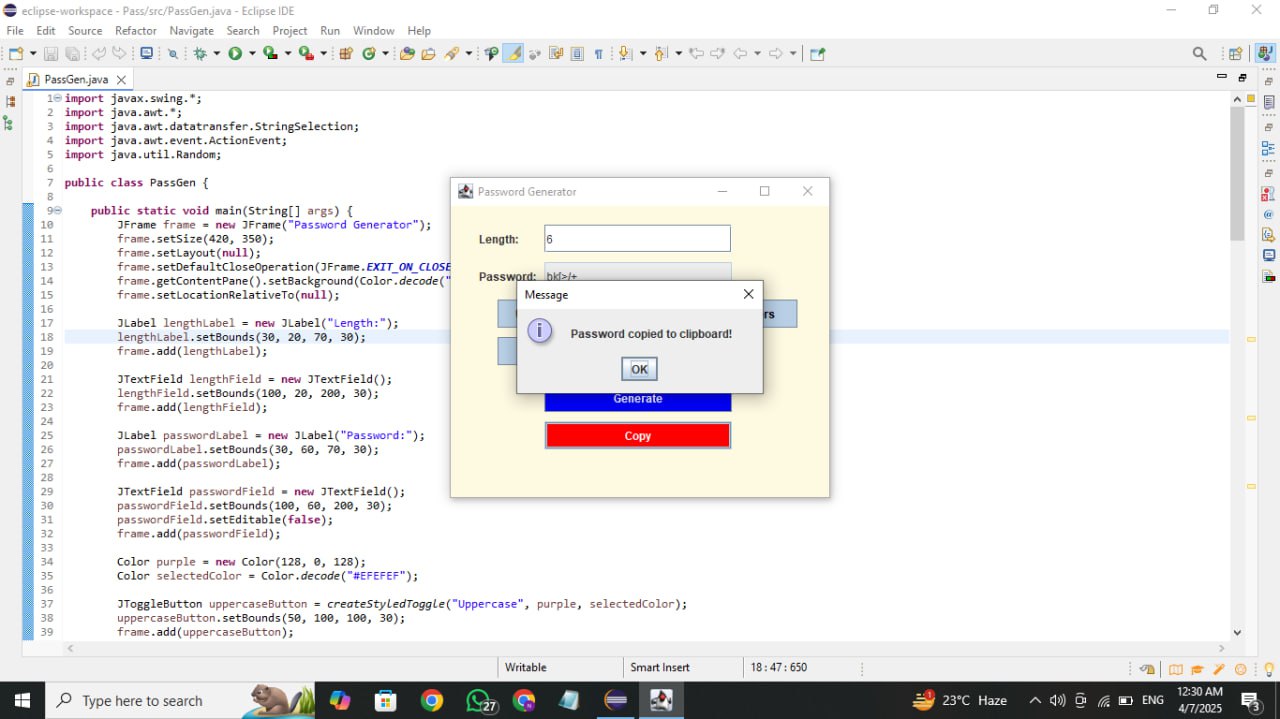 eclipse-workspace - Pass/src/PassGen.java - Eclipse IDE
File Edit Source Refactor Navigate Search Project Run Window Help
PassGen.java
1 import javax.swing.*;
2 import java.awt.*;
3 import java.awt.datatransfer.StringSelection;
4 import java.awt.event.ActionEvent;
5 import java.util.Random;
6
7 public class PassGen {
8
9 public static void main(String[] args) {
10 JFrame frame = new JFrame("Password Generator");
11 frame.setSize(420, 350);
12 frame.setLayout(null);
13 frame.setDefaultCloseOperation(JFrame.EXIT_ON_CLOSE
14 frame.getContentPane().setBackground(Color.decode("
15 frame.setLocationRelativeTo(null);
16
17 JLabel lengthLabel = new JLabel("Length:");
18 lengthLabel.setBounds(30, 20, 70, 30);
19 frame.add(lengthLabel);
20
21 JTextField lengthField = new JTextField();
22 lengthField.setBounds(100, 20, 200, 30);
23 frame.add(lengthField);
24
25 JLabel passwordLabel = new JLabel("Password:");
26 passwordLabel.setBounds(30, 60, 70, 30);
27 frame.add(passwordLabel);
28
29 JTextField passwordField = new JTextField();
30 passwordField.setBounds(100, 60, 200, 30);
31 passwordField.setEditable(false);
32 frame.add(passwordField);
33
34 Color purple = new Color(128, 0, 128);
35 Color selectedColor = Color.decode("#EFEFEF");
36
37 JToggleButton uppercaseButton = createStyledToggle("Uppercase", purple, selectedColor);
38 uppercaseButton.setBounds(50, 100, 100, 30);
39 frame.add(uppercaseButton);
Password Generator
Length: 6
Password:
Message
rs
Password copied to clipboard!
OK
Generate
Copy
Writable Smart Insert 18 : 47 : 650
Type here to search
27
1
23°C Haze
ENG
12:30 AM
4/7/2025
3